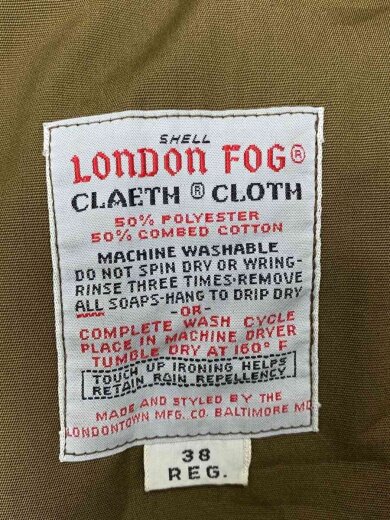 SHELL
LONDON FOG®
CLAETH ® CLOTH
50% POLYESTER
50% COMBED COTTON
MACHINE WASHABLE
DO NOT SPIN DRY OR WRING-
RINSE THREE TIMES-REMOVE
ALL SOAPS-HANG TO DRIP DRY
-OR-
COMPLETE WASH CYCLE
PLACE IN MACHINE DRYER
TUMBLE DRY AT 160° F
TOUCH UP IRONING HELPS
RETAIN RAIN REPELLENCY
MADE AND STYLED BY THE
LONDONTOWN MFG. CO. BALTIMORE MD.
38
REG.